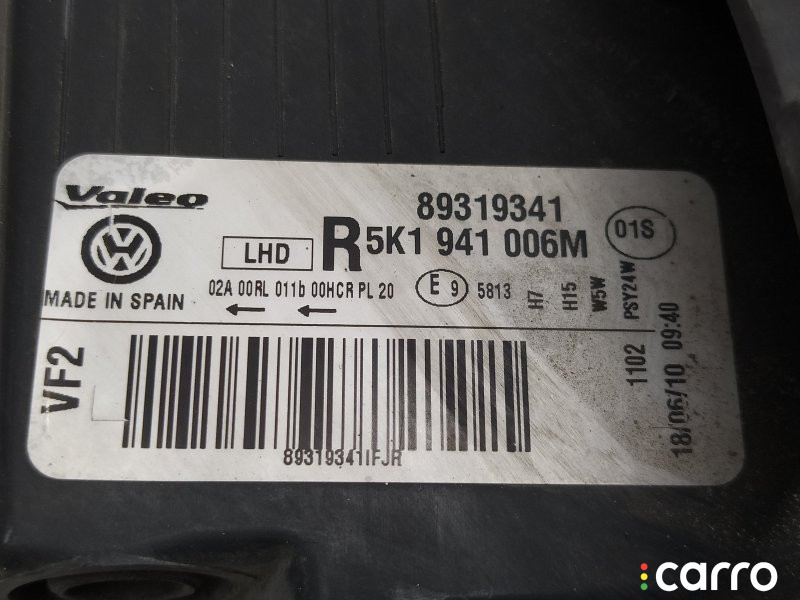 Valeo
89319341
LHD R 5K1 941 006M 01S
MADE IN SPAIN
02A 00RL 011b 00HCR PL 20 E 9 5813
H7
H15
W5W
PSY24W
VF2
1102
18/06/10 09:40
89319341IFJR
carro